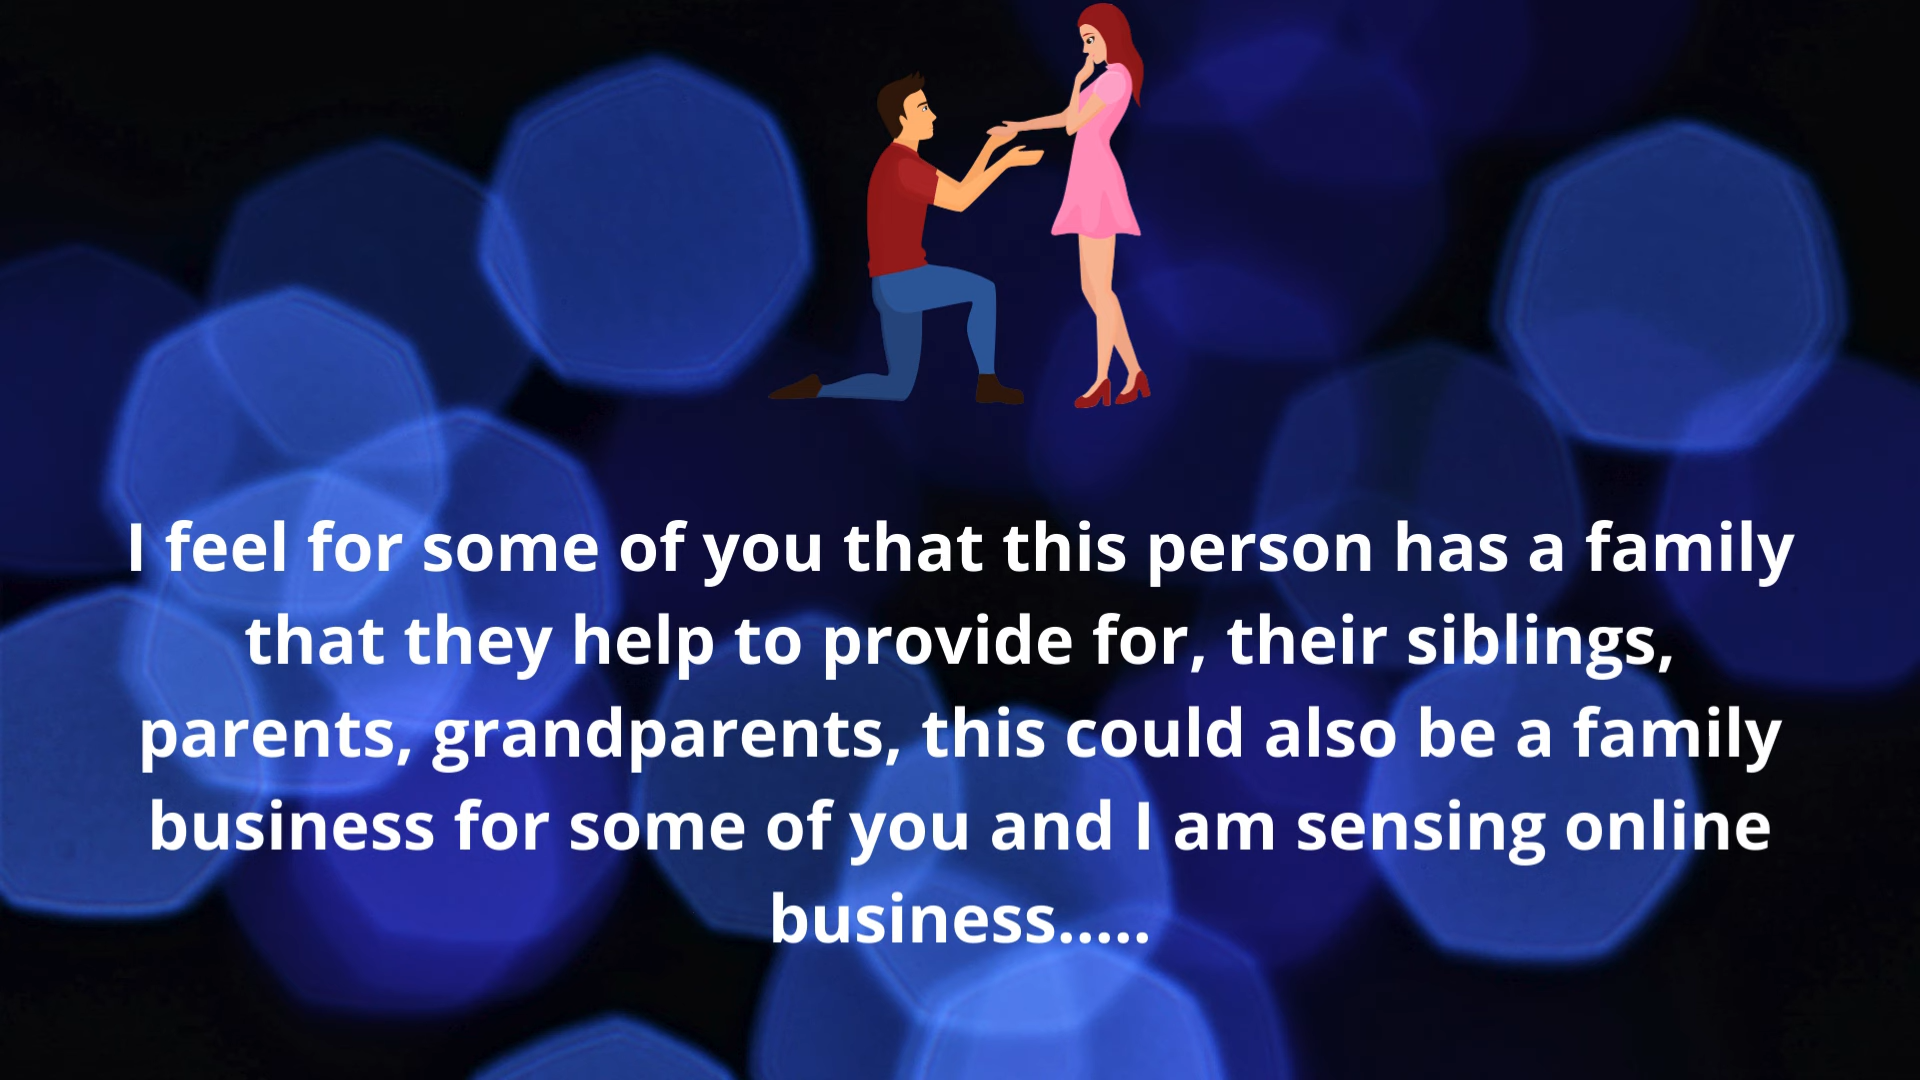 I feel for some of you that this person has a family
that they help to provide for, their siblings,
parents, grandparents, this could also be a family
business for some of you and I am sensing online
business.....